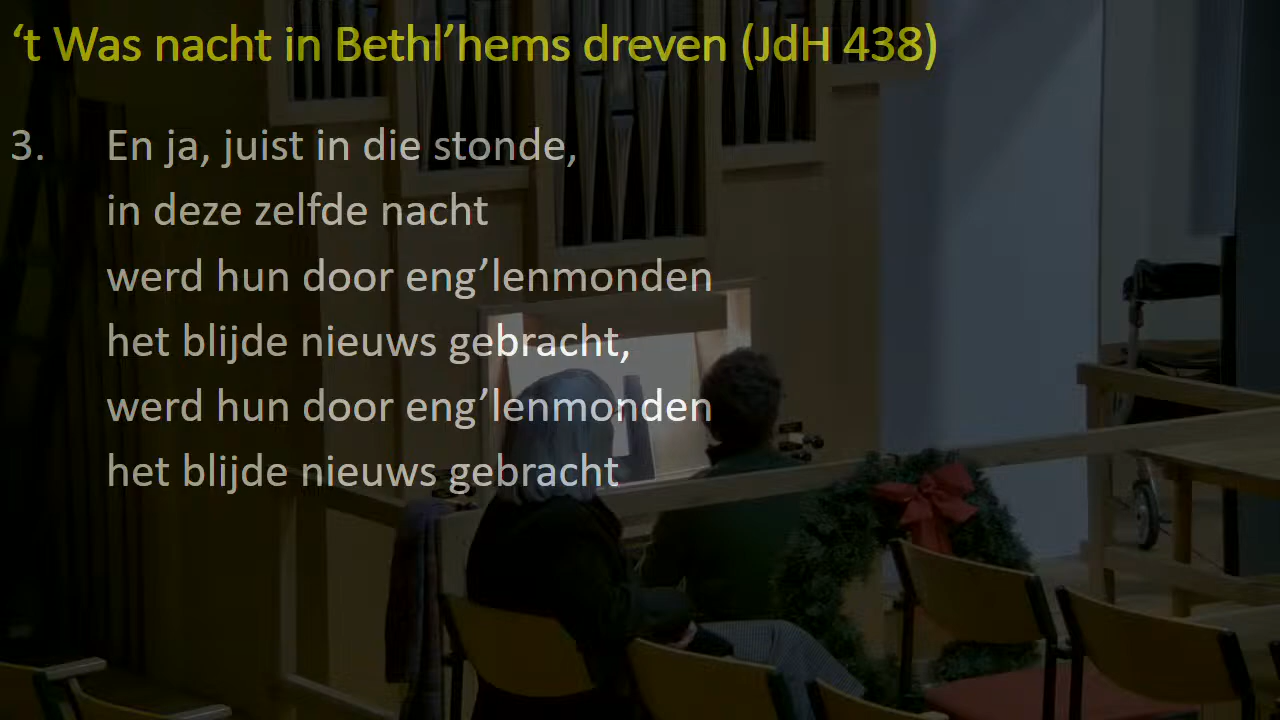 ‘t Was nacht in Bethl’hems dreven (JdH 438)
3. En ja, juist in die stonde,
in deze zelfde nacht
werd hun door eng’lenmonden
het blijde nieuws gebracht,
werd hun door eng’lenmonden
het blijde nieuws gebracht